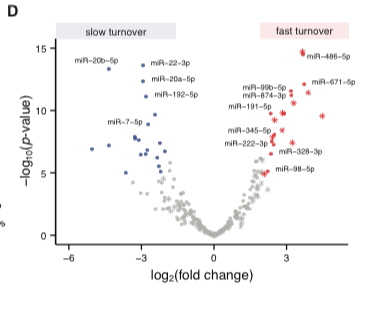 D
slow turnover
fast turnover
miR-20b-5p
miR-22-3p
miR-20a-5p
miR-192-5p
miR-7-5p
miR-486-5p
miR-671-5p
miR-99b-5p
miR-874-3p
miR-191-5p
miR-345-5p
miR-222-3p
miR-328-3p
miR-98-5p
−log10(p-value)
15
10
5
0
−6
−3
0
3
log2(fold change)